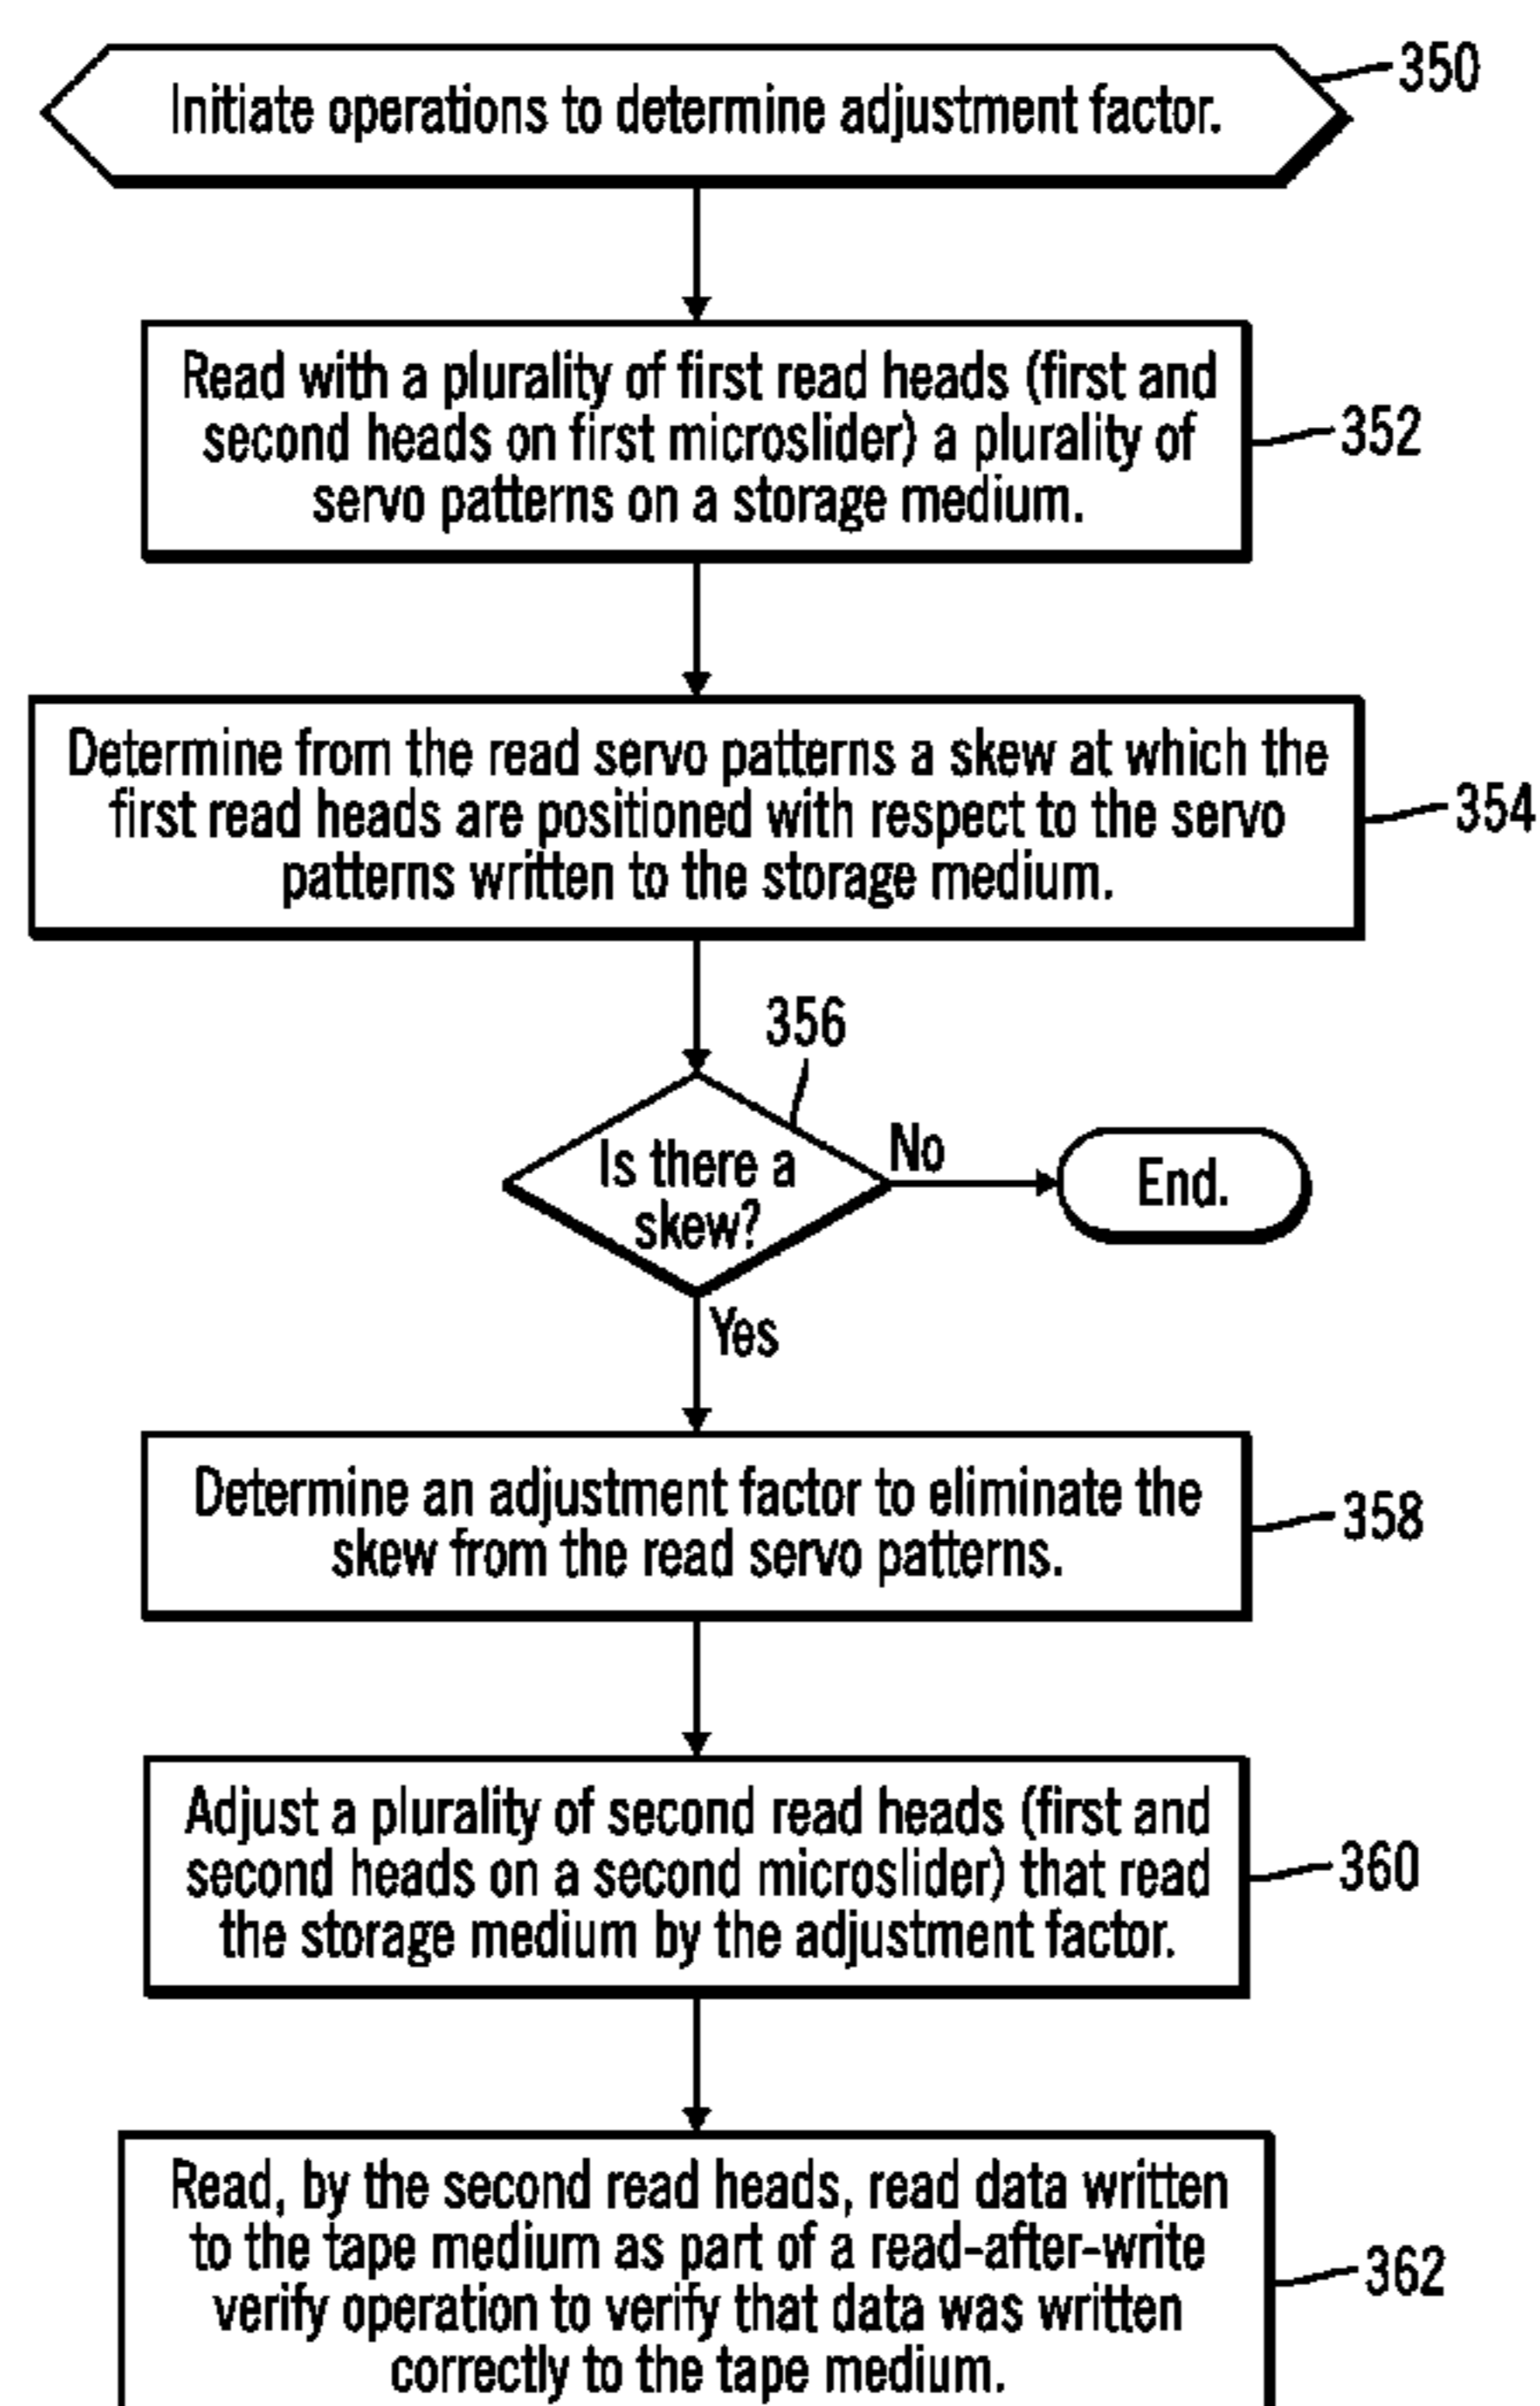 350
Initiate operations to determine adjustment factor.
Read with a plurality of first read heads (first and
second heads on first microslider) a plurality of
servo patterns on a storage medium.
352
Determine from the read servo patterns a skew at which the
first read heads are positioned with respect to the servo
patterns written to the storage medium.
354
356
Is there a
skew?
No
End.
Yes
Determine an adjustment factor to eliminate the
skew from the read servo patterns.
358
Adjust a plurality of second read heads (first and
second heads on a second microslider) that read
the storage medium by the adjustment factor.
360
Read, by the second read heads, read data written
to the tape medium as part of a read-after-write
verify operation to verify that data was written
correctly to the tape medium.
362